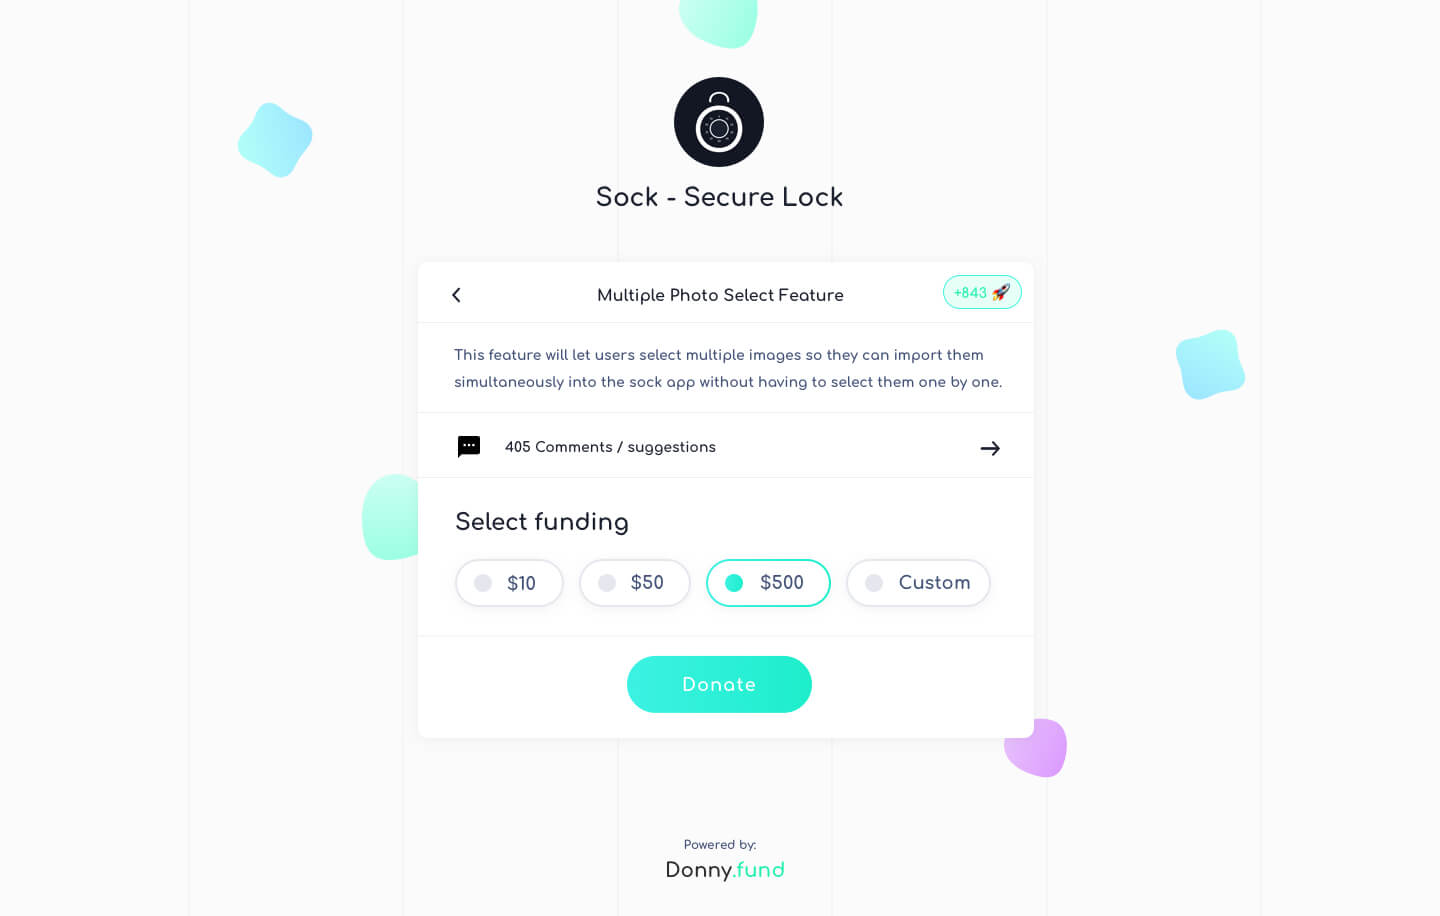 Sock - Secure Lock
Multiple Photo Select Feature
+843 🚀
This feature will let users select multiple images so they can import them
simultaneously into the sock app without having to select them one by one.
405 Comments / suggestions
Select funding
$10
$50
$500
Custom
Donate
Powered by:
Donny.fund